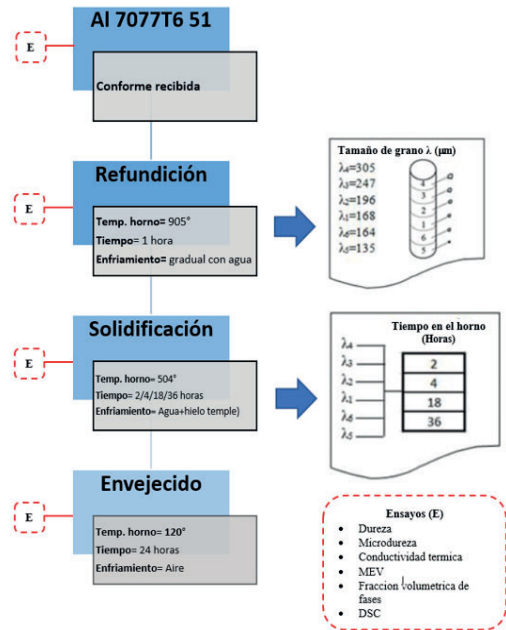 Al 7077T6 51
E
Conforme recibida
Refundición
E
Temp. horno= 905°
Tiempo= 1 hora
Enfriamiento= gradual con agua
Tamaño de grano λ (µm)
λ₄=305
λ₃=247
λ₂=196
λ₁=168
λ₆=164
λ₅=135
4
3
2
1
6
5
Solidificación
E
Temp. horno= 504°
Tiempo= 2/4/18/36 horas
Enfriamiento= Agua+hielo temple)
Tiempo en el horno
(Horas)
λ₄
λ₃
λ₂
λ₁
λ₆
λ₅
2
4
18
36
Envejecido
E
Temp. horno= 120°
Tiempo= 24 horas
Enfriamiento= Aire
Ensayos (E)
• Dureza
• Microdureza
• Conductividad termica
• MEV
• Fraccion volumetrica de
fases
• DSC